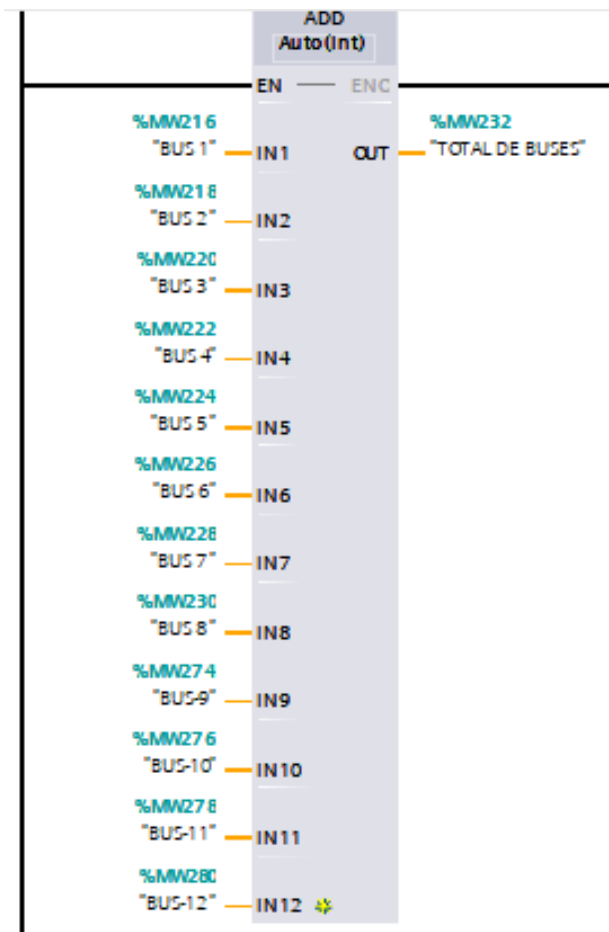 ADD
Auto(Int)
EN ENO
%MW216
"BUS 1" IN1 OUT
%MW232
"TOTAL DE BUSES"
%MW218
"BUS 2" IN2
%MW220
"BUS 3" IN3
%MW222
"BUS 4" IN4
%MW224
"BUS 5" IN5
%MW226
"BUS 6" IN6
%MW228
"BUS 7" IN7
%MW230
"BUS 8" IN8
%MW274
"BUS-9" IN9
%MW276
"BUS-10" IN10
%MW278
"BUS-11" IN11
%MW280
"BUS-12" IN12